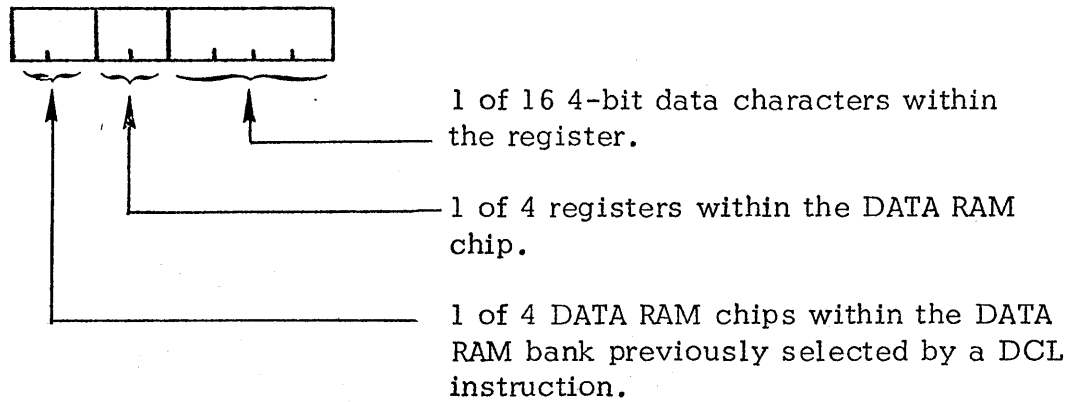 1 of 16 4-bit data characters within
the register.
1 of 4 registers within the DATA RAM
chip.
1 of 4 DATA RAM chips within the DATA
RAM bank previously selected by a DCL
instruction.